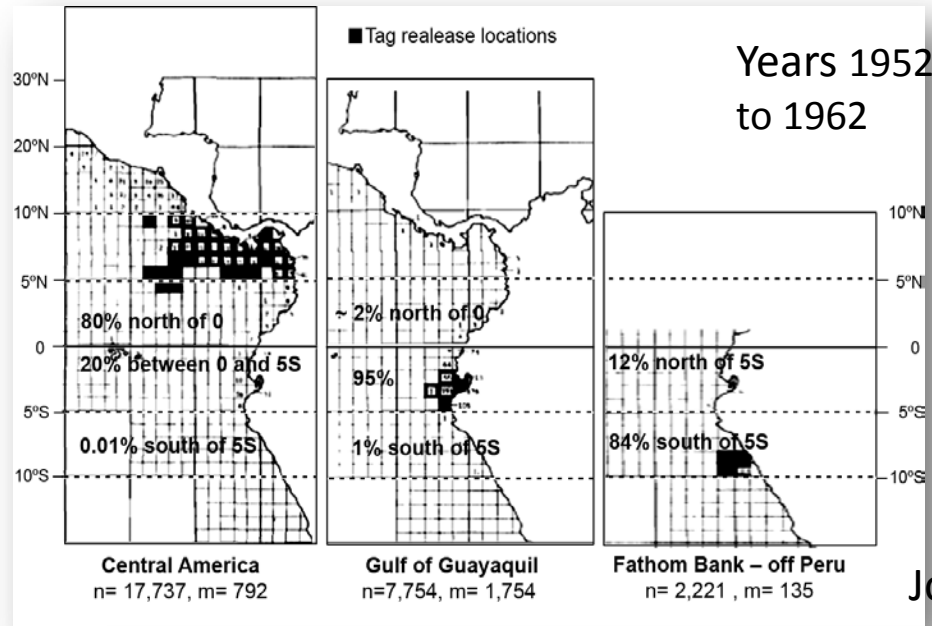 Tag realease locations
Years 1952
to 1962
30ºN
20ºN
10ºN
5ºN
0
5ºS
10ºS
80% north of 0
20% between 0 and 5S
0.01% south of 5S
~ 2% north of 0
95%
1% south of 5S
10ºN
5ºN
0
5ºS
10ºS
12% north of 5S
84% south of 5S
Central America
n= 17,737, m= 792
Gulf of Guayaquil
n=7,754, m= 1,754
Fathom Bank – off Peru
n= 2,221 , m= 135